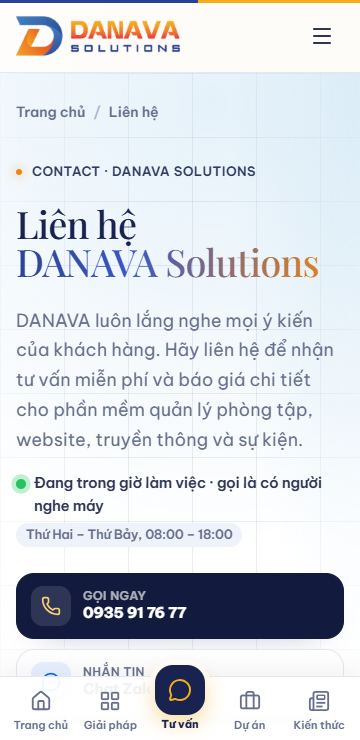 DANAVA
SOLUTIONS
Trang chủ / Liên hệ
CONTACT · DANAVA SOLUTIONS
Liên hệ
DANAVA Solutions
DANAVA luôn lắng nghe mọi ý kiến
của khách hàng. Hãy liên hệ để nhận
tư vấn miễn phí và báo giá chi tiết
cho phần mềm quản lý phòng tập,
website, truyền thông và sự kiện.
Đang trong giờ làm việc · gọi là có người
nghe máy
Thứ Hai – Thứ Bảy, 08:00 – 18:00
GỌI NGAY
0935 91 76 77
NHẮN TIN
Chat Zalo
Trang chủ
Giải pháp
Tư vấn
Dự án
Kiến thức